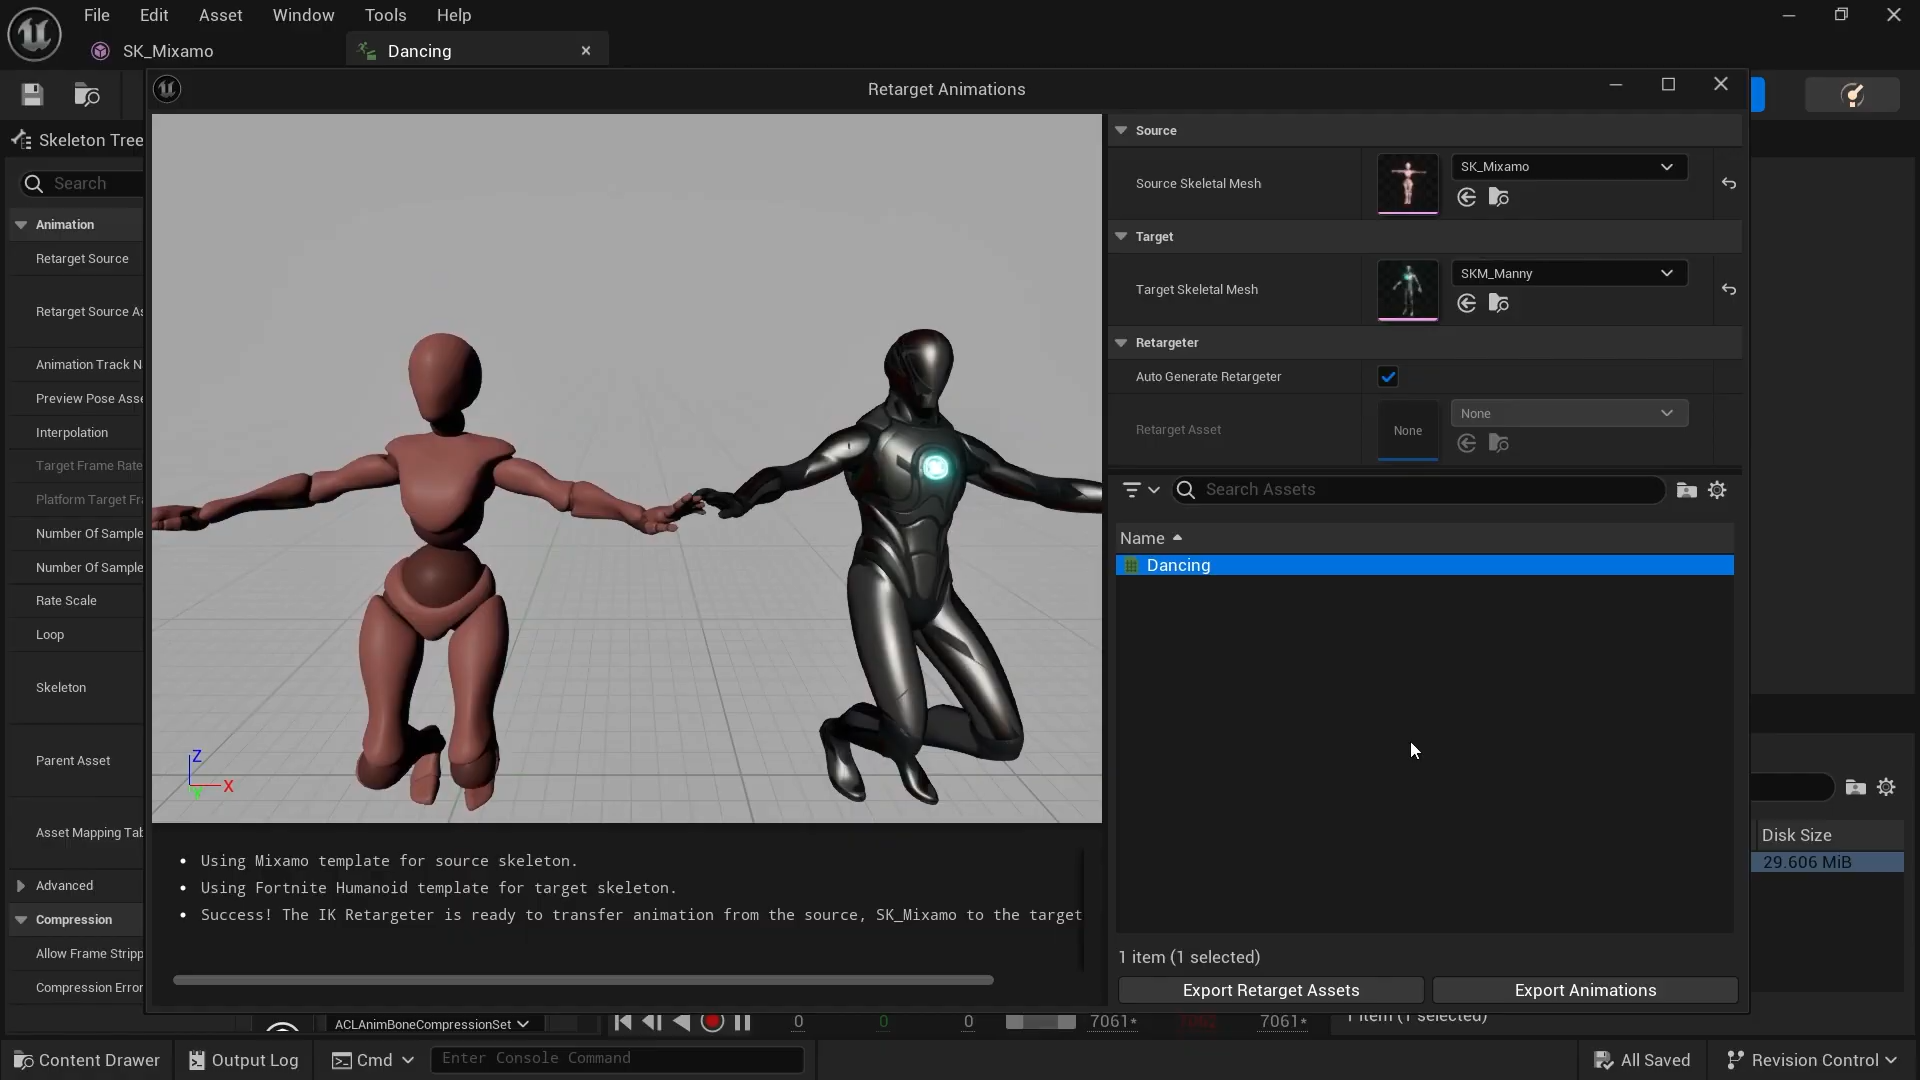 File Edit Asset Window Tools Help
SK_Mixamo
Dancing
Retarget Animations
Skeleton Tree
Search
Animation
Retarget Source
Retarget Source As
Animation Track N
Preview Pose Asse
Interpolation
Target Frame Rate
Platform Target Fra
Number Of Sample
Number Of Sample
Rate Scale
Loop
Skeleton
Parent Asset
Asset Mapping Tab
Advanced
Compression
Allow Frame Stripp
Compression Error
Z
X
Y
Source
Source Skeletal Mesh
SK_Mixamo
Target
Target Skeletal Mesh
SKM_Manny
Retargeter
Auto Generate Retargeter
Retarget Asset
None
None
Search Assets
Name
Dancing
1 item (1 selected)
Export Retarget Assets
Export Animations
• Using Mixamo template for source skeleton.
• Using Fortnite Humanoid template for target skeleton.
• Success! The IK Retargeter is ready to transfer animation from the source, SK_Mixamo to the target
Disk Size
29.606 MiB
ACLAnimBoneCompressionSet
0 0 0 7061* 7061*
1 item (1 selected)
Content Drawer
Output Log
Cmd
Enter Console Command
All Saved
Revision Control